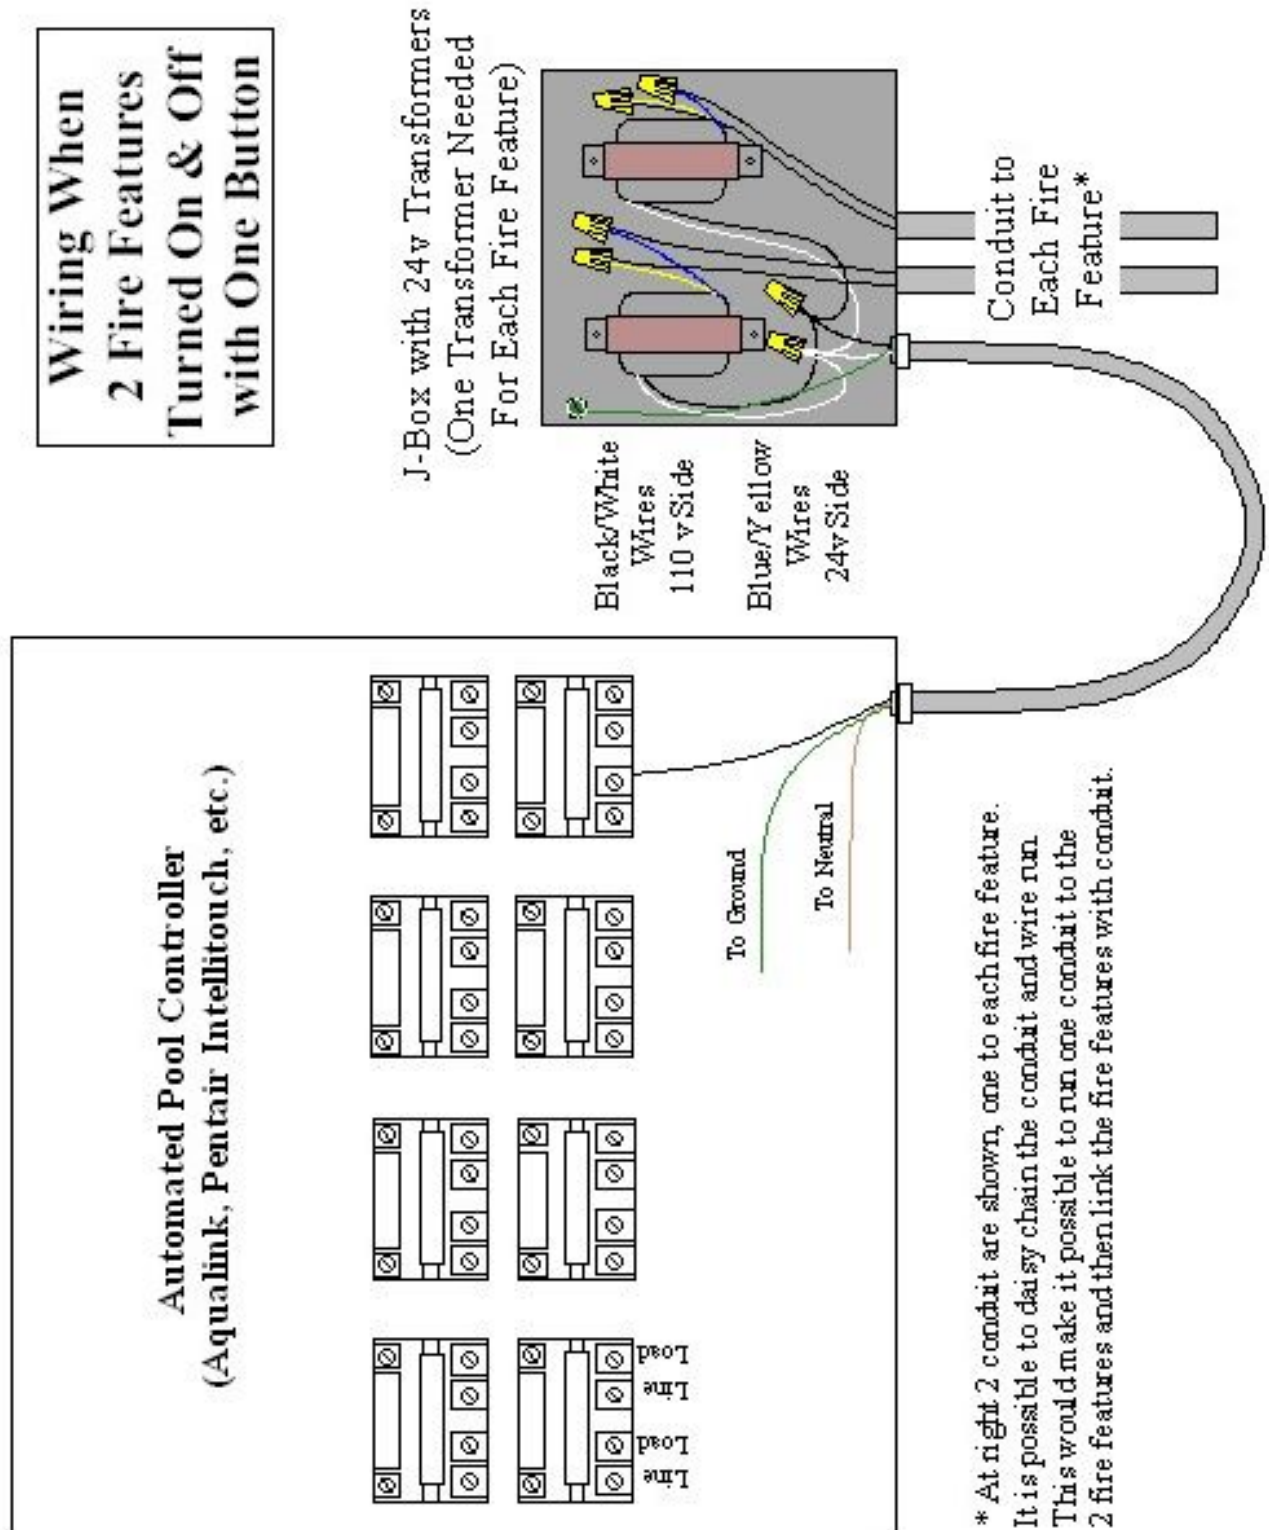 Wiring When
2 Fire Features
Turned On & Off
with One Button
J-Box with 24v Transformers
(One Transformer Needed
For Each Fire Feature)
Automated Pool Controller
(Aqualink, Pentair Intellitouch, etc.)
Black/White
Wires
110 v Side
Blue/Yellow
Wires
24v Side
Line
Load
Line
Load
To Ground
To Neutral
Conduit to
Each Fire
Feature*
* At right 2 conduit are shown, one to each fire feature.
It is possible to daisy chain the conduit and wire run.
This would make it possible to run one conduit to the
2 fire features and then link the fire features with conduit.